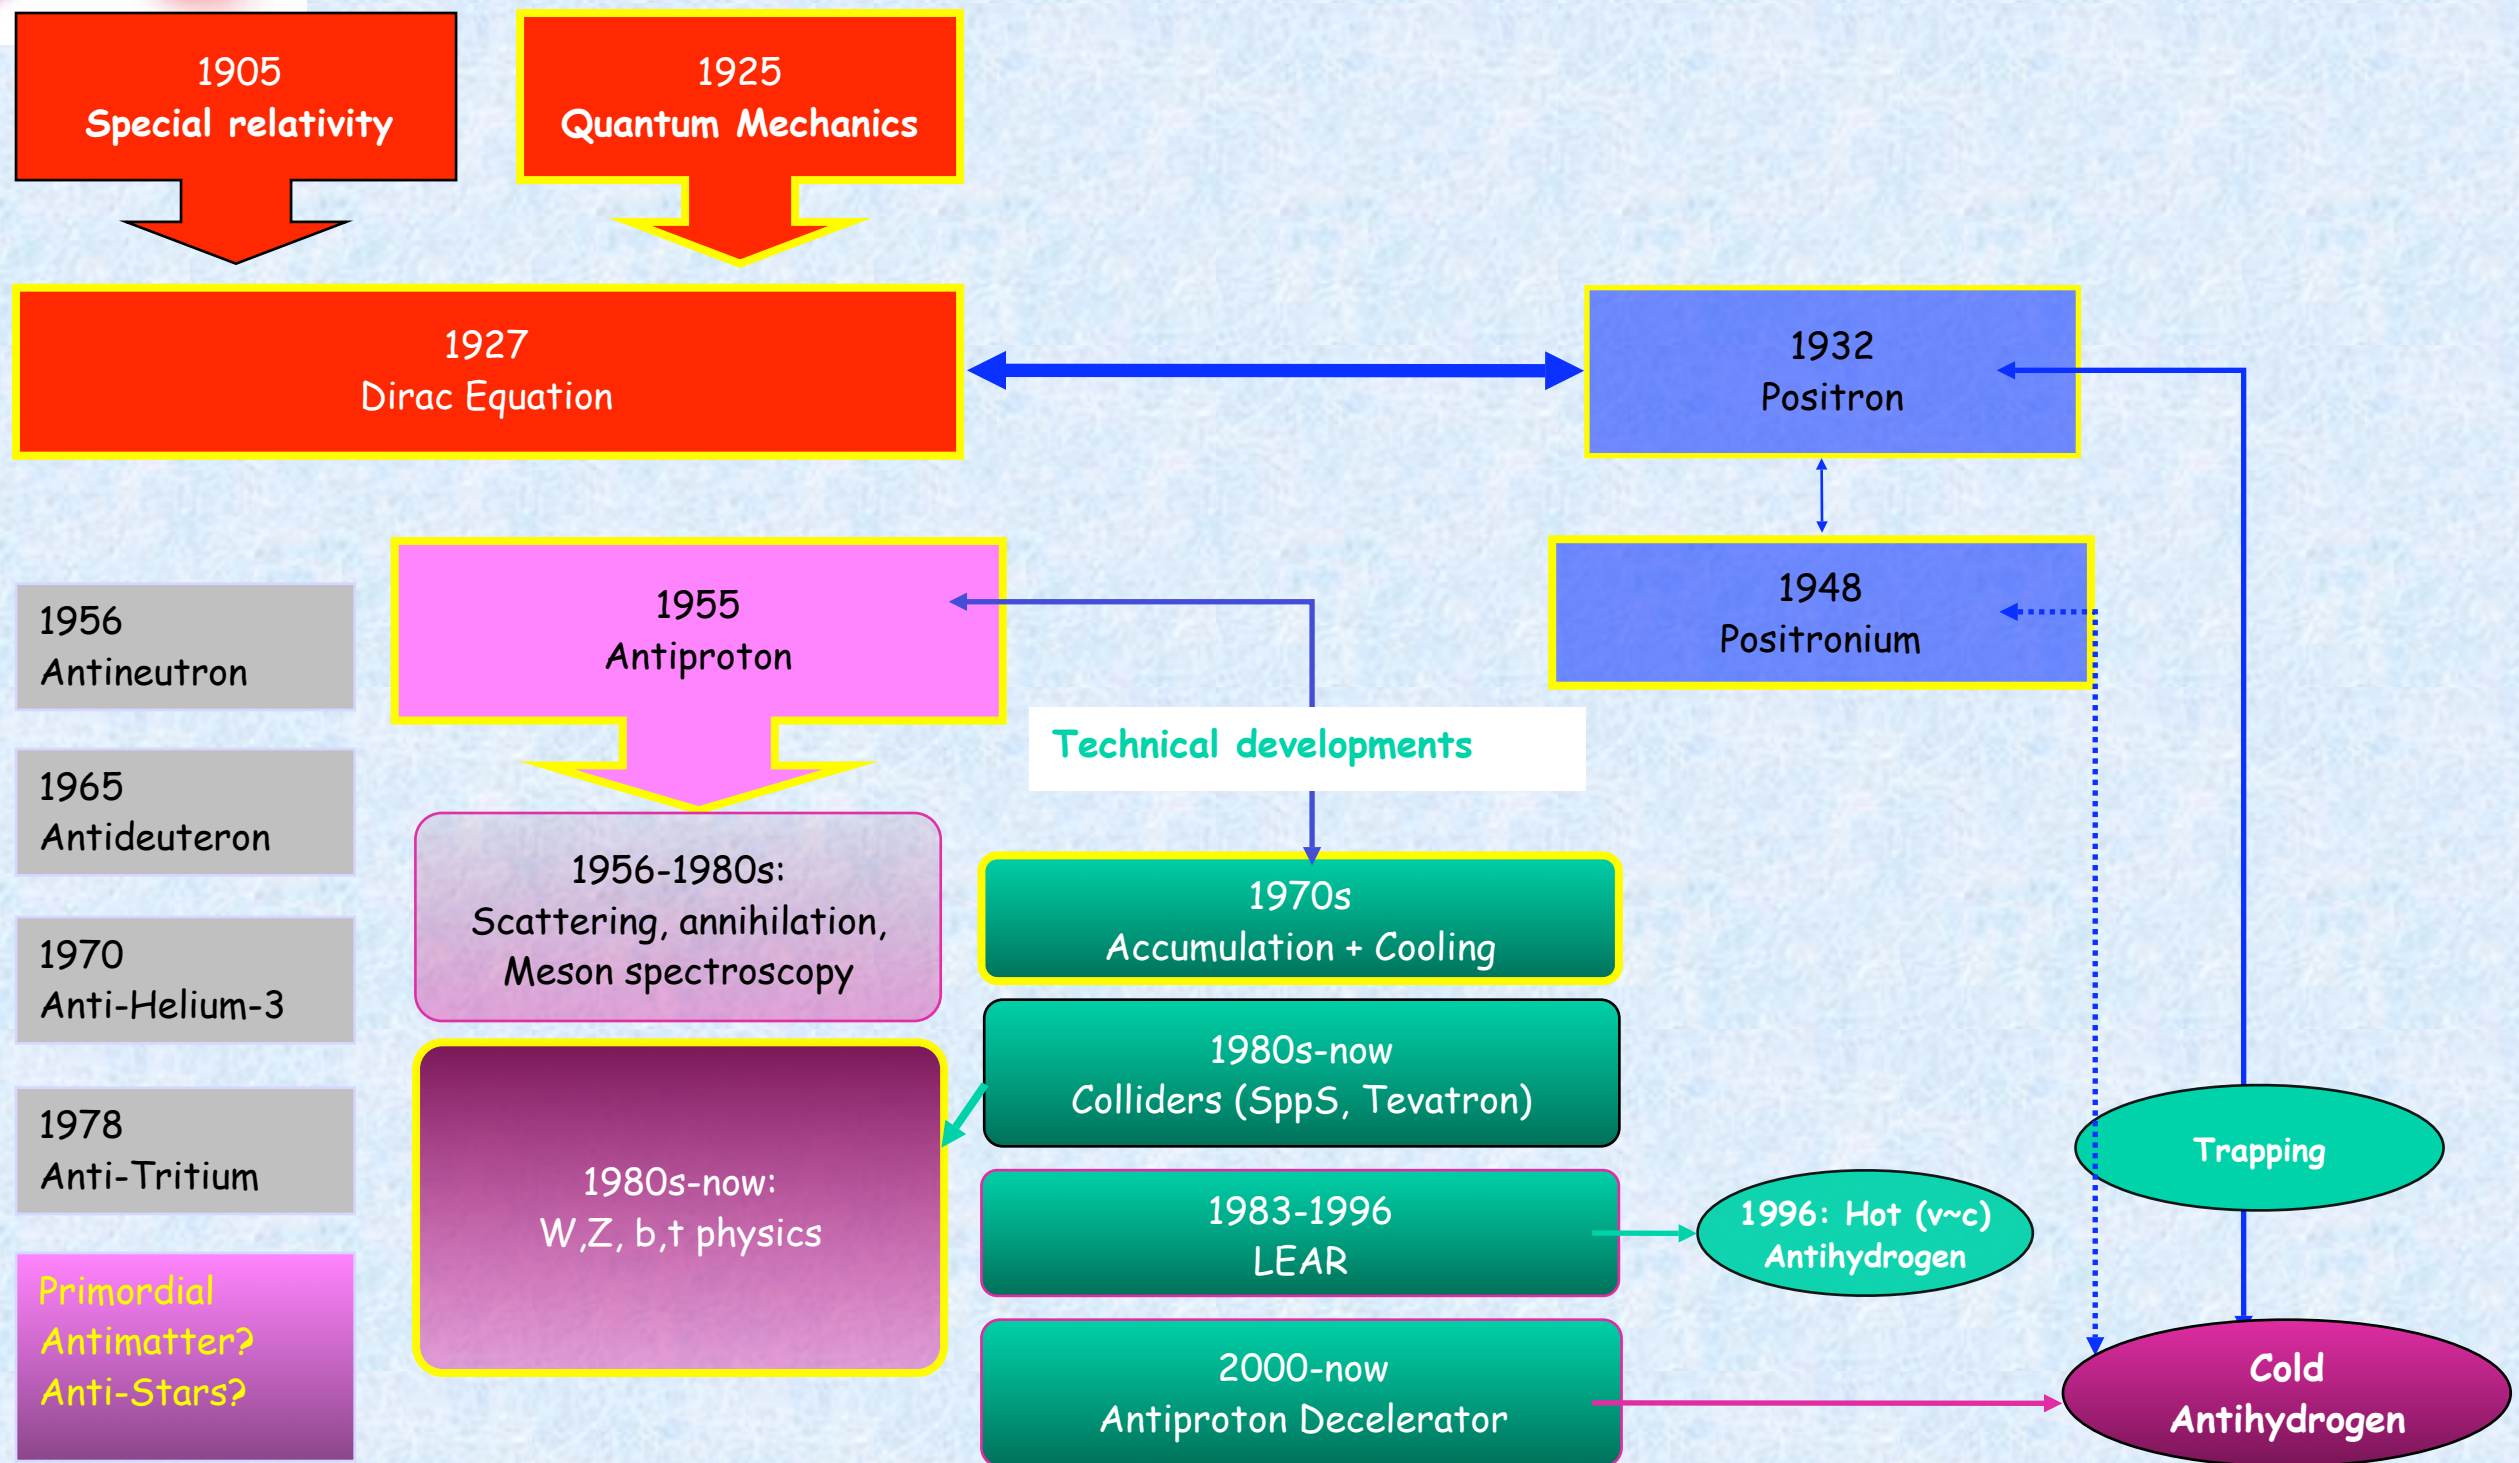 1905
Special relativity
1925
Quantum Mechanics
1927
Dirac Equation
1932
Positron
1948
Positronium
1955
Antiproton
1956
Antineutron
1965
Antideuteron
1970
Anti-Helium-3
1978
Anti-Tritium
Primordial
Antimatter?
Anti-Stars?
Technical developments
1956-1980s:
Scattering, annihilation,
Meson spectroscopy
1980s-now:
W,Z, b,t physics
1970s
Accumulation + Cooling
1980s-now
Colliders (SppS, Tevatron)
1983-1996
LEAR
2000-now
Antiproton Decelerator
1996: Hot (v~c)
Antihydrogen
Trapping
Cold
Antihydrogen